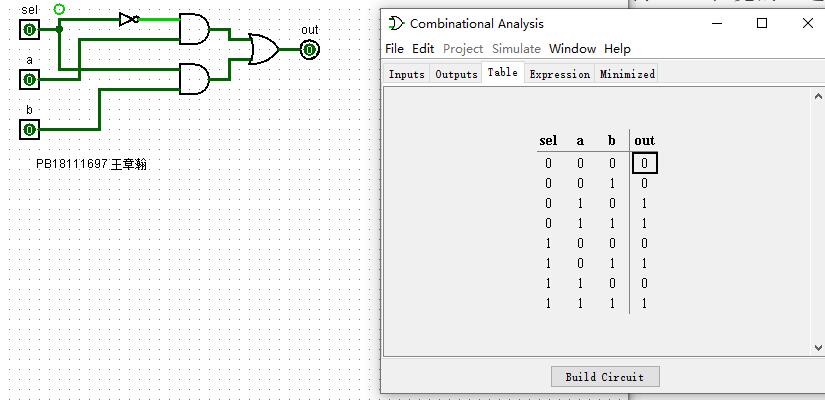 sel
0
a
0
b
0
out
0
PB18111697 王章翰
Combinational Analysis
File Edit Project Simulate Window Help
Inputs Outputs Table Expression Minimized
sel a b out
0 0 0 0
0 0 1 0
0 1 0 1
0 1 1 1
1 0 0 0
1 0 1 1
1 1 0 0
1 1 1 1
Build Circuit